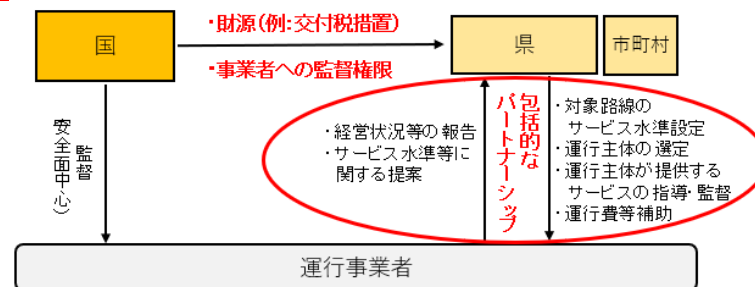 国
・財源(例:交付税措置)
・事業者への監督権限
県
市町村
監督
安全面中心)
・経営状況等の報告
・サービス水準等に
関する提案
包括的な
パートナーシップ
・対象路線の
サービス水準設定
・運行主体の選定
・運行主体が提供する
サービスの指導・監督
・運行費等補助
運行事業者